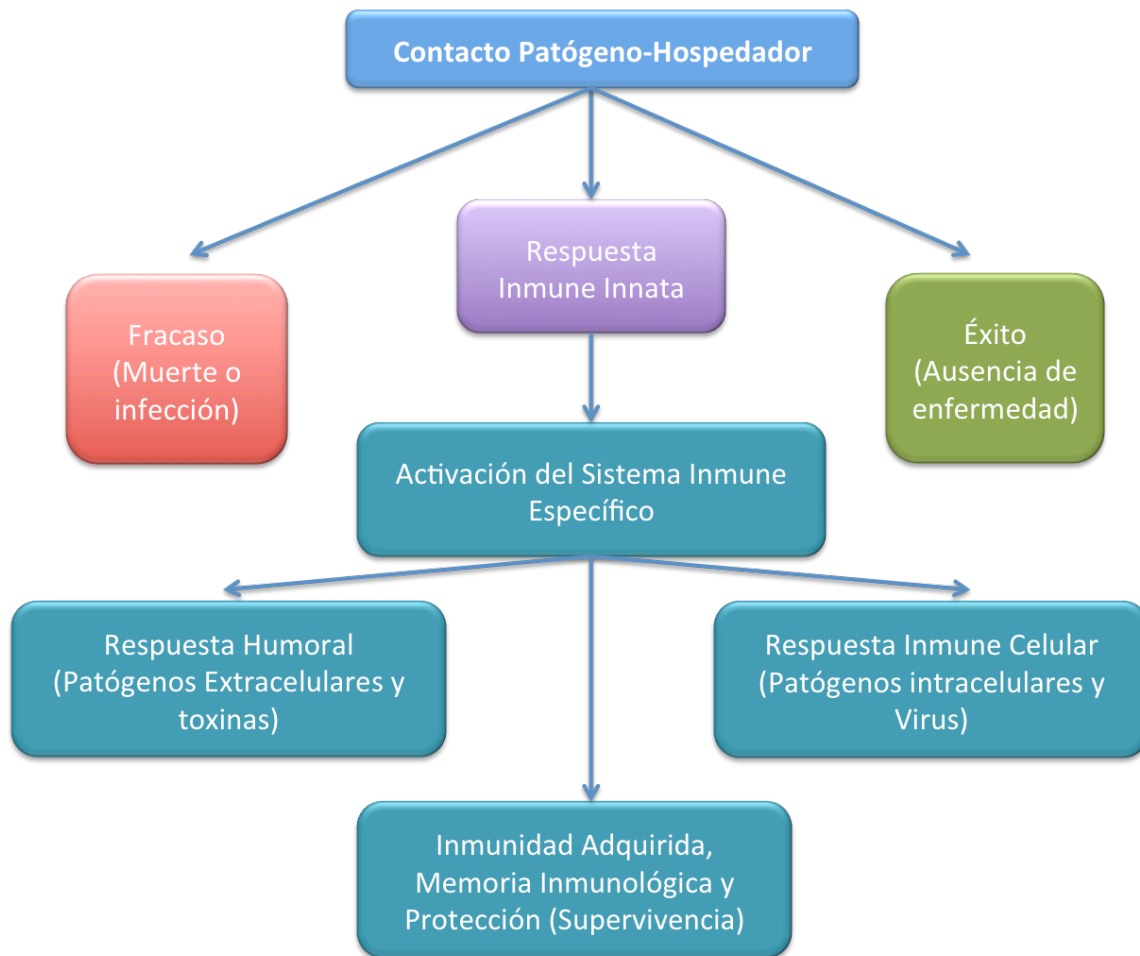 Contacto Patógeno-Hospedador
Respuesta
Inmune Innata
Fracaso
(Muerte o
infección)
Éxito
(Ausencia de
enfermedad)
Activación del Sistema Inmune
Específico
Respuesta Humoral
(Patógenos Extracelulares y
toxinas)
Respuesta Inmune Celular
(Patógenos intracelulares y
Virus)
Inmunidad Adquirida,
Memoria Inmunológica y
Protección (Supervivencia)